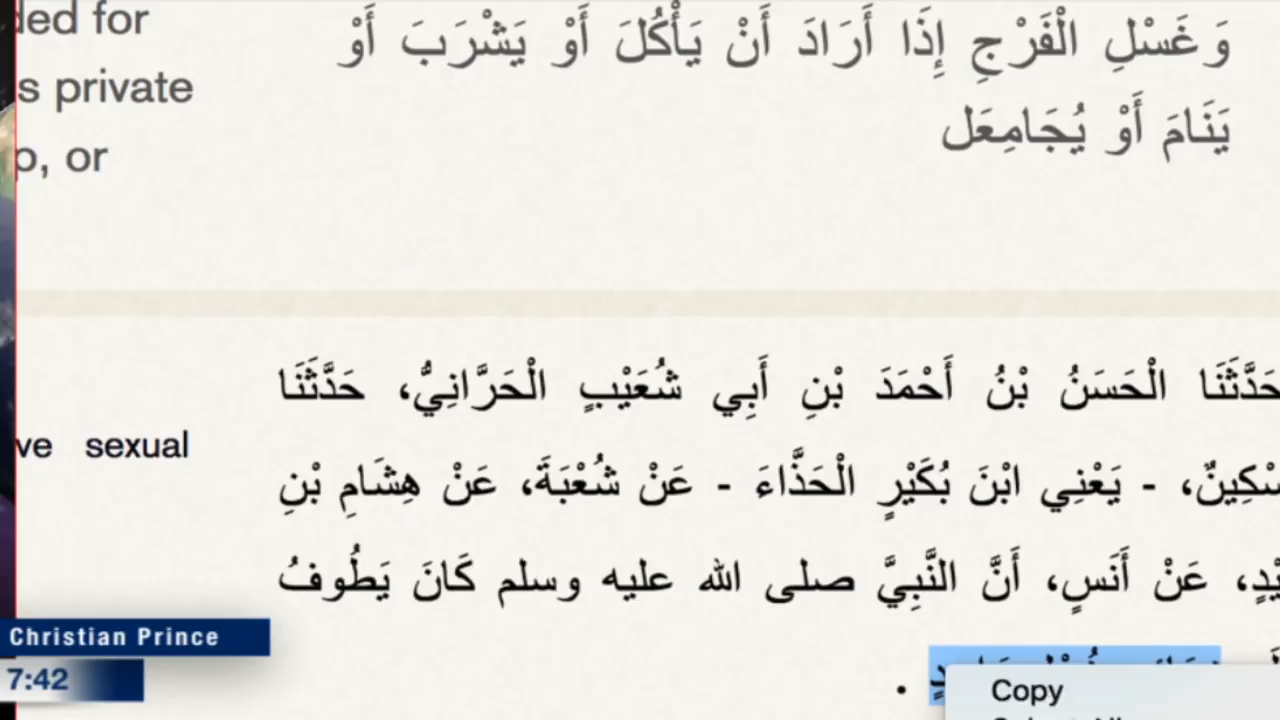 ded for
s private
p, or
وَغَسْلِ الْفَرْجِ إِذَا أَرَادَ أَنْ يَأْكُلَ أَوْ يَشْرَبَ أَوْ
يَنَامَ أَوْ يُجَامِعَل
حَدَّثَنَا الْحَسَنُ بْنُ أَحْمَدَ بْنِ أَبِي شُعَيْبٍ الْحَرَّانِيُّ، حَدَّثَنَا
ve sexual
سْكِينٌ، - يَعْنِي ابْنَ بُكَيْرٍ الْحَذَّاءَ - عَنْ شُعْبَةَ، عَنْ هِشَامِ بْنِ
يْدٍ، عَنْ أَنَسٍ، أَنَّ النَّبِيَّ صلى الله عليه وسلم كَانَ يَطُوفُ
Christian Prince
7:42
Copy